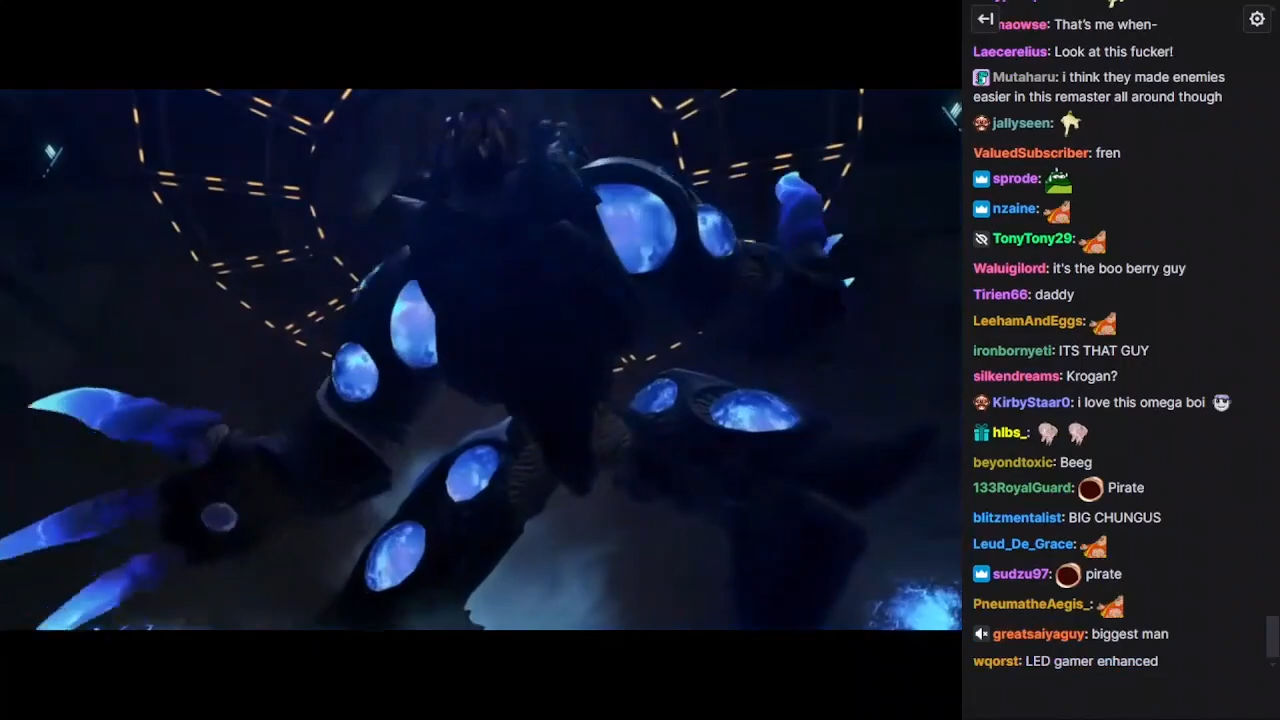 maowse: That's me when-
Laecerelius: Look at this fucker!
Mutaharu: i think they made enemies
easier in this remaster all around though
jallyseen:
ValuedSubscriber: fren
sprode:
nzaine:
TonyTony29:
Waluigilord: it's the boo berry guy
Tirien66: daddy
LeehamAndEggs:
ironbornyeti: ITS THAT GUY
silkendreams: Krogan?
KirbyStaar0: i love this omega boi
hlbs_:
beyondtoxic: Beeg
133RoyalGuard: Pirate
blitzmentalist: BIG CHUNGUS
Leud_De_Grace:
sudzu97: pirate
PneumatheAegis_:
greatsaiyaguy: biggest man
wqorst: LED gamer enhanced